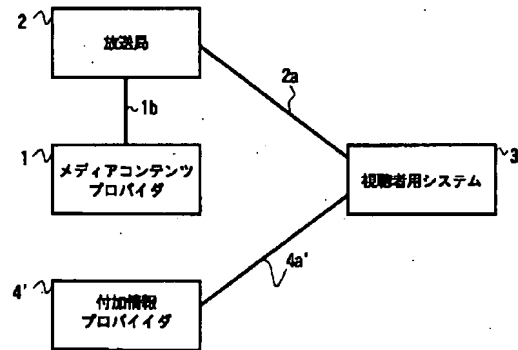 2
放送局
2a
1b
1
メディアコンテンツ
プロバイダ
視聴者用システム
3
4'
付加情報
プロバイイダ
4a'